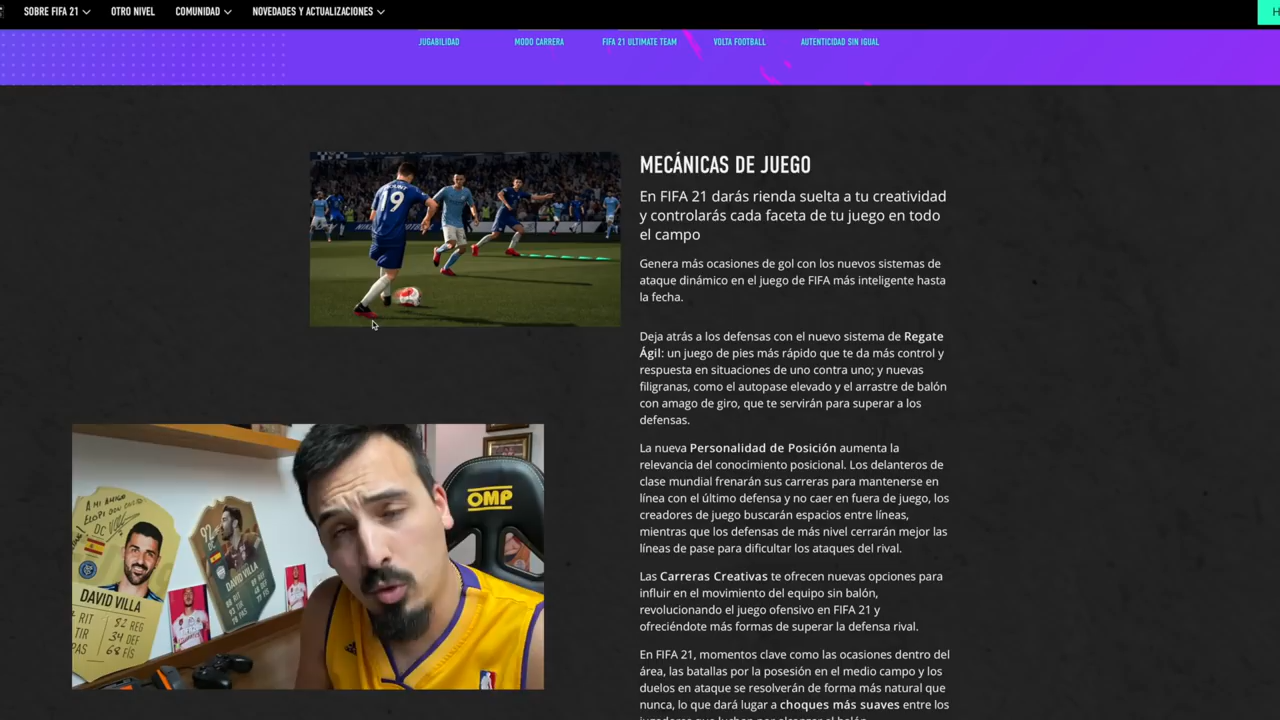 SOBRE FIFA 21
OTRO NIVEL
COMUNIDAD
NOVEDADES Y ACTUALIZACIONES
JUGABILIDAD
MODO CARRERA
FIFA 21 ULTIMATE TEAM
VOLTA FOOTBALL
AUTENTICIDAD SIN IGUAL
MECÁNICAS DE JUEGO
En FIFA 21 darás rienda suelta a tu creatividad
y controlarás cada faceta de tu juego en todo
el campo
Genera más ocasiones de gol con los nuevos sistemas de
ataque dinámico en el juego de FIFA más inteligente hasta
la fecha.
Deja atrás a los defensas con el nuevo sistema de Regate
Ágil: un juego de pies más rápido que te da más control y
respuesta en situaciones de uno contra uno; y nuevas
filigranas, como el autopase elevado y el arrastre de balón
con amago de giro, que te servirán para superar a los
defensas.
La nueva Personalidad de Posición aumenta la
relevancia del conocimiento posicional. Los delanteros de
clase mundial frenarán sus carreras para mantenerse en
línea con el último defensa y no caer en fuera de juego, los
creadores de juego buscarán espacios entre líneas,
mientras que los defensas de más nivel cerrarán mejor las
líneas de pase para dificultar los ataques del rival.
Las Carreras Creativas te ofrecen nuevas opciones para
influir en el movimiento del equipo sin balón,
revolucionando el juego ofensivo en FIFA 21 y
ofreciéndote más formas de superar la defensa rival.
En FIFA 21, momentos clave como las ocasiones dentro del
área, las batallas por la posesión en el medio campo y los
duelos en ataque se resolverán de forma más natural que
nunca, lo que dará lugar a choques más suaves entre los
19
OMP
A MI AMIGO
DC
DAVID VILLA
RIT 82 REG
TIR 34 DEF
PAS 68 FÍS
92
DAVID VILLA